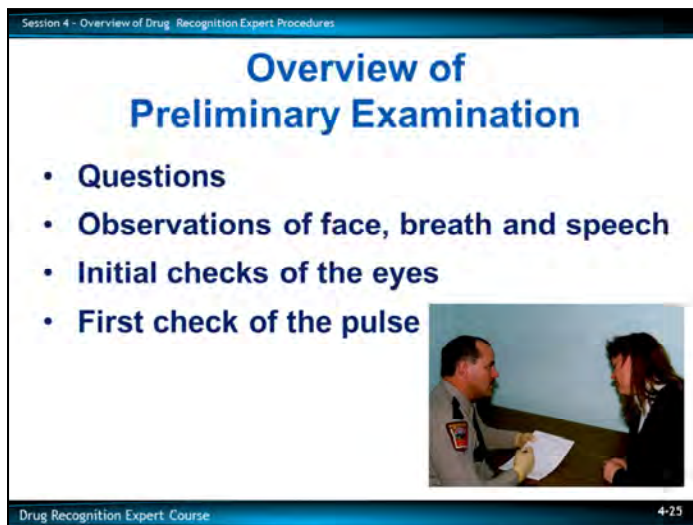 Session 4 - Overview of Drug Recognition Expert Procedures
Overview of
Preliminary Examination
• Questions
• Observations of face, breath and speech
• Initial checks of the eyes
• First check of the pulse
Drug Recognition Expert Course
4-25